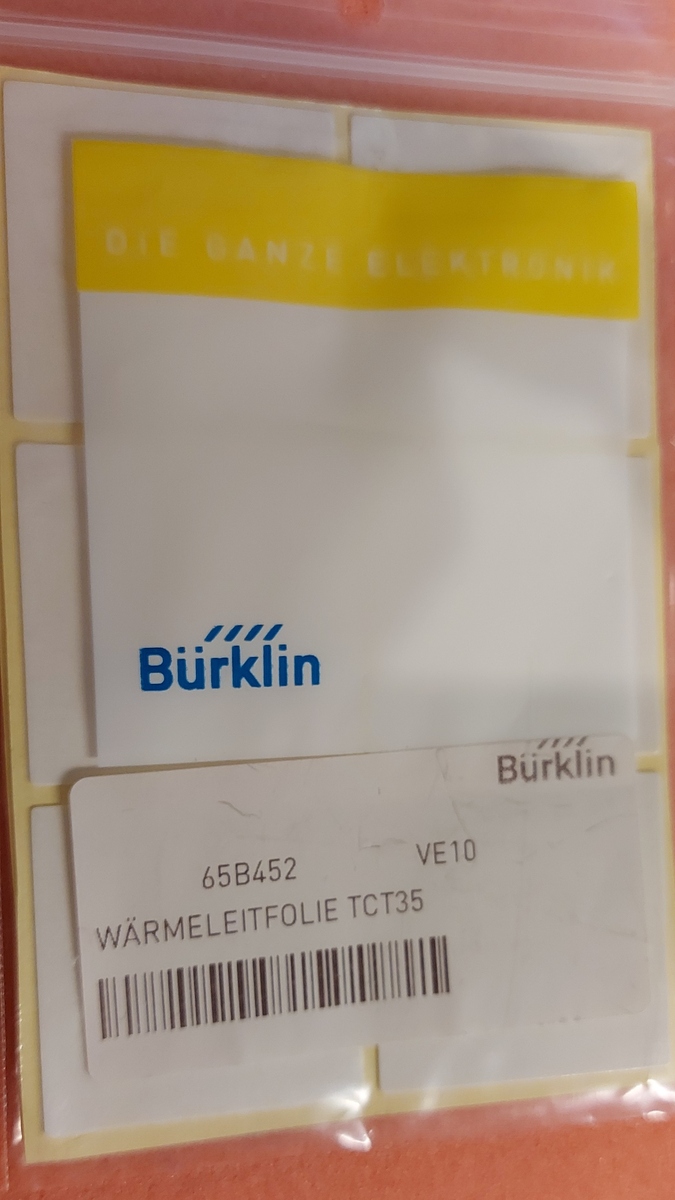 DIE GANZE ELEKTRONIK
Bürklin
Bürklin
65B452 VE10
WÄRMELEITFOLIE TCT35